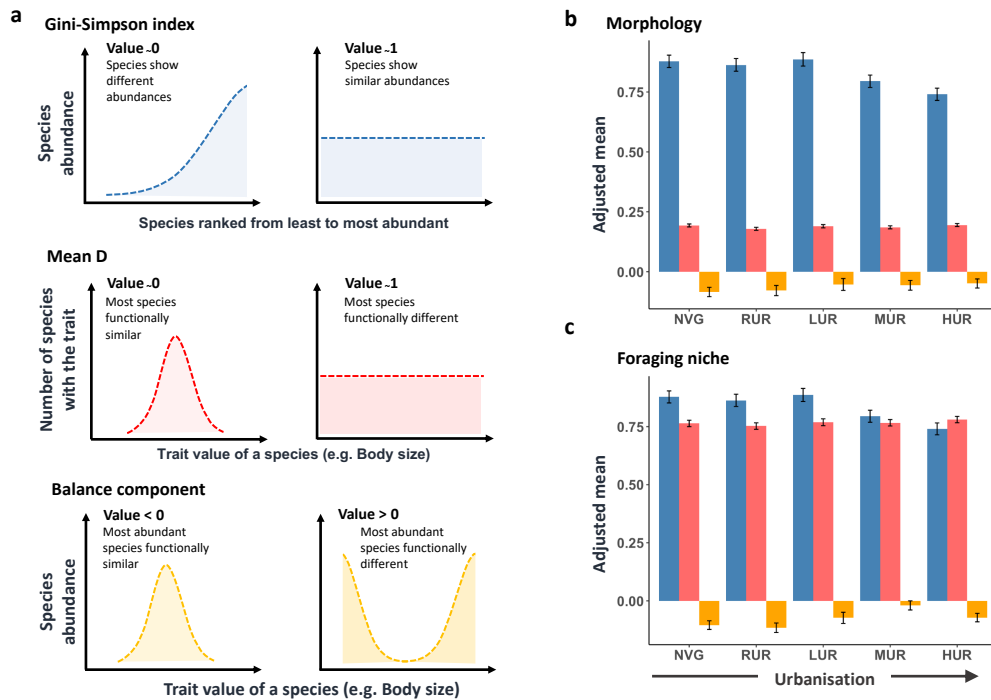 a
Gini-Simpson index
Value ~0
Species show
different
abundances
Value ~1
Species show
similar abundances
Species
abundance
Species ranked from least to most abundant
Mean D
Value ~0
Most species
functionally
similar
Value ~1
Most species
functionally different
Number of species
with the trait
Trait value of a species (e.g. Body size)
Balance component
Value < 0
Most abundant
species functionally
similar
Value > 0
Most abundant
species functionally
different
Species
abundance
Trait value of a species (e.g. Body size)
b
Morphology
Adjusted mean
0.75
0.50
0.25
0.00
NVG RUR LUR MUR HUR
c
Foraging niche
Adjusted mean
0.75
0.50
0.25
0.00
NVG RUR LUR MUR HUR
Urbanisation